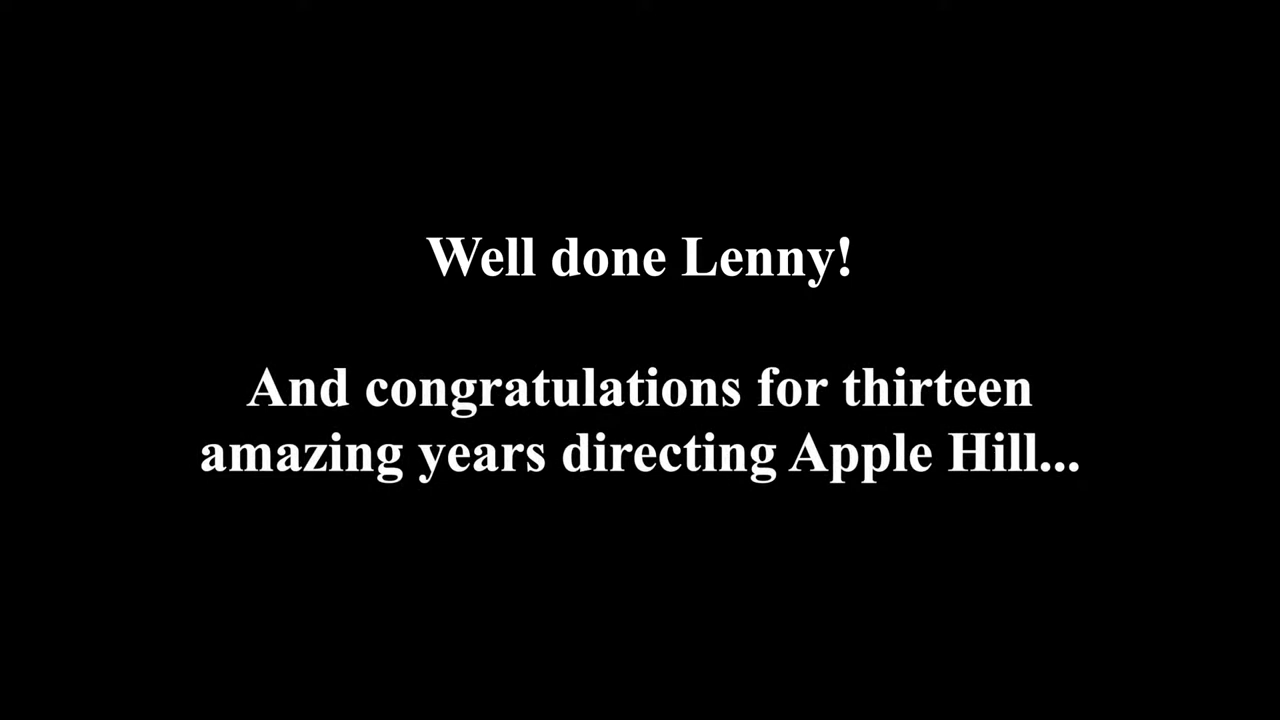 Well done Lenny!
And congratulations for thirteen
amazing years directing Apple Hill...